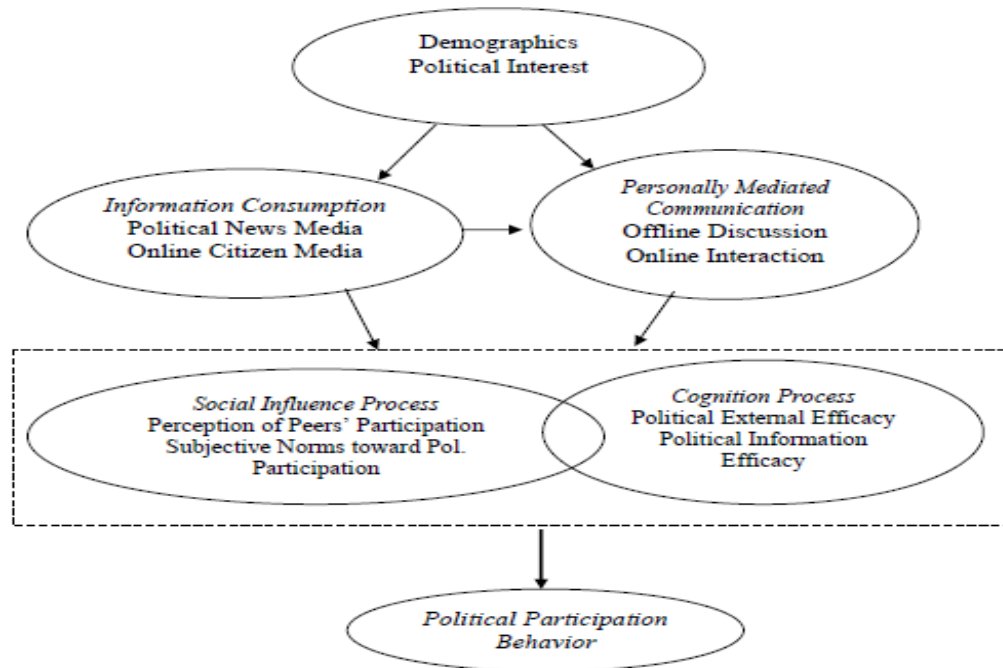 Demographics
Political Interest
Information Consumption
Political News Media
Online Citizen Media
Personally Mediated
Communication
Offline Discussion
Online Interaction
Social Influence Process
Perception of Peers' Participation
Subjective Norms toward Pol.
Participation
Cognition Process
Political External Efficacy
Political Information
Efficacy
Political Participation
Behavior